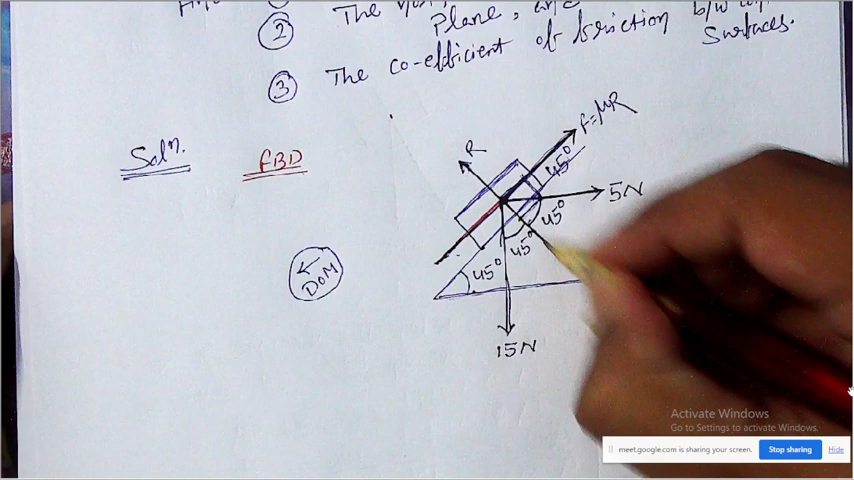 ②
The
Plane, and
③ The co-efficient of friction b/w
Surfaces.
Solⁿ. FBD
R
F=μR
45°
5N
45°
45°
45°
← DOM
15N
Activate Windows
Go to Settings to activate Windows.
meet.google.com is sharing your screen. Stop sharing Hide